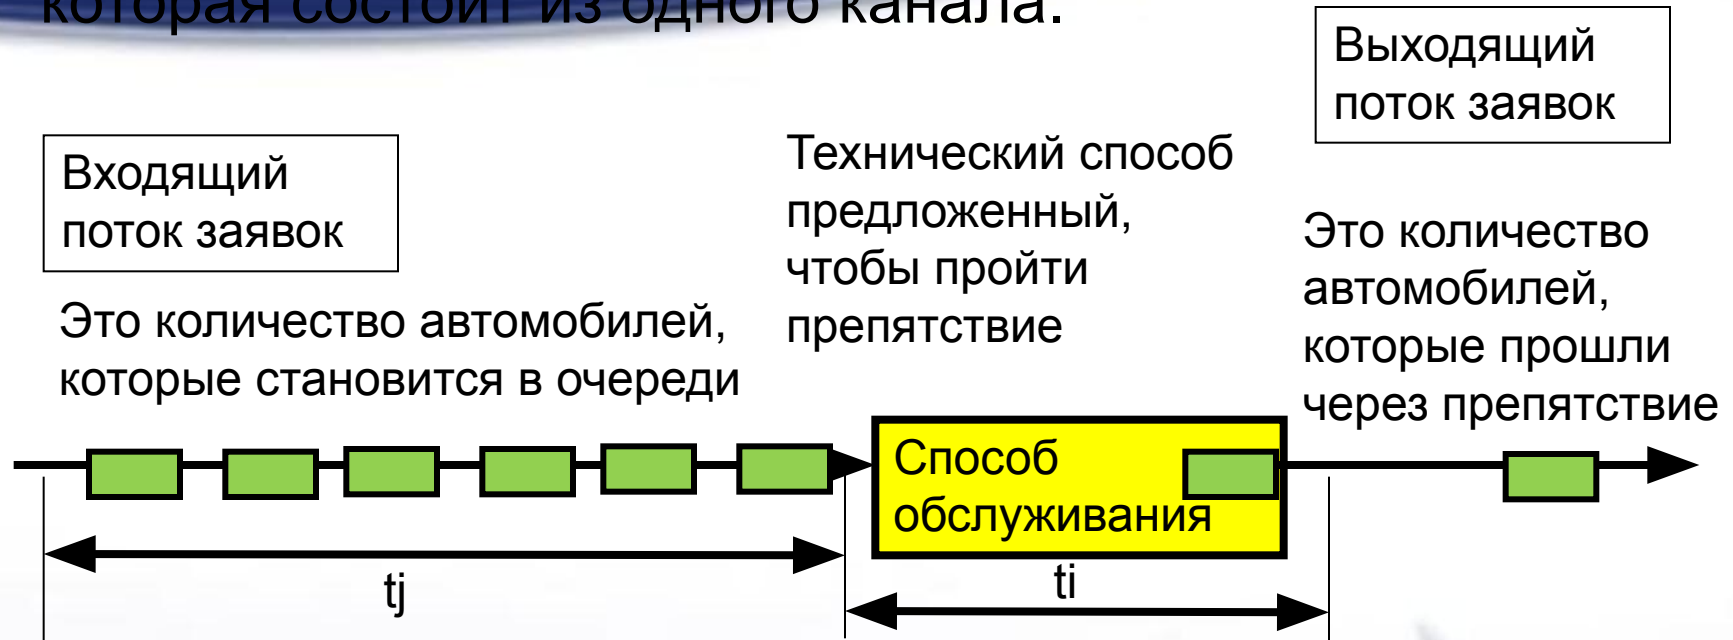 которая состоит из одного канала.
Выходящий
поток заявок
Входящий
поток заявок
Технический способ
предложенный,
чтобы пройти
препятствие
Это количество
автомобилей,
которые прошли
через препятствие
Это количество автомобилей,
которые становится в очереди
Способ
обслуживания
tj
ti